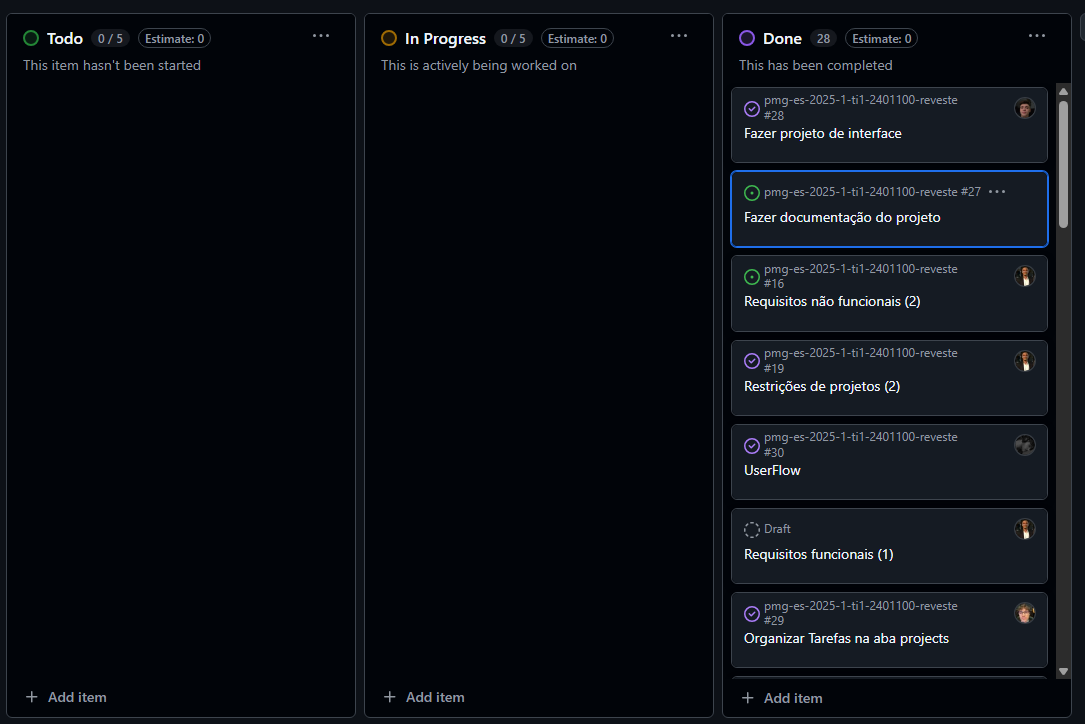 Todo 0 / 5 Estimate: 0
This item hasn't been started
+ Add item
In Progress 0 / 5 Estimate: 0
This is actively being worked on
+ Add item
Done 28 Estimate: 0
This has been completed
pmg-es-2025-1-ti1-2401100-reveste
#28
Fazer projeto de interface
pmg-es-2025-1-ti1-2401100-reveste #27
Fazer documentação do projeto
pmg-es-2025-1-ti1-2401100-reveste
#16
Requisitos não funcionais (2)
pmg-es-2025-1-ti1-2401100-reveste
#19
Restrições de projetos (2)
pmg-es-2025-1-ti1-2401100-reveste
#30
UserFlow
Draft
Requisitos funcionais (1)
pmg-es-2025-1-ti1-2401100-reveste
#29
Organizar Tarefas na aba projects
+ Add item